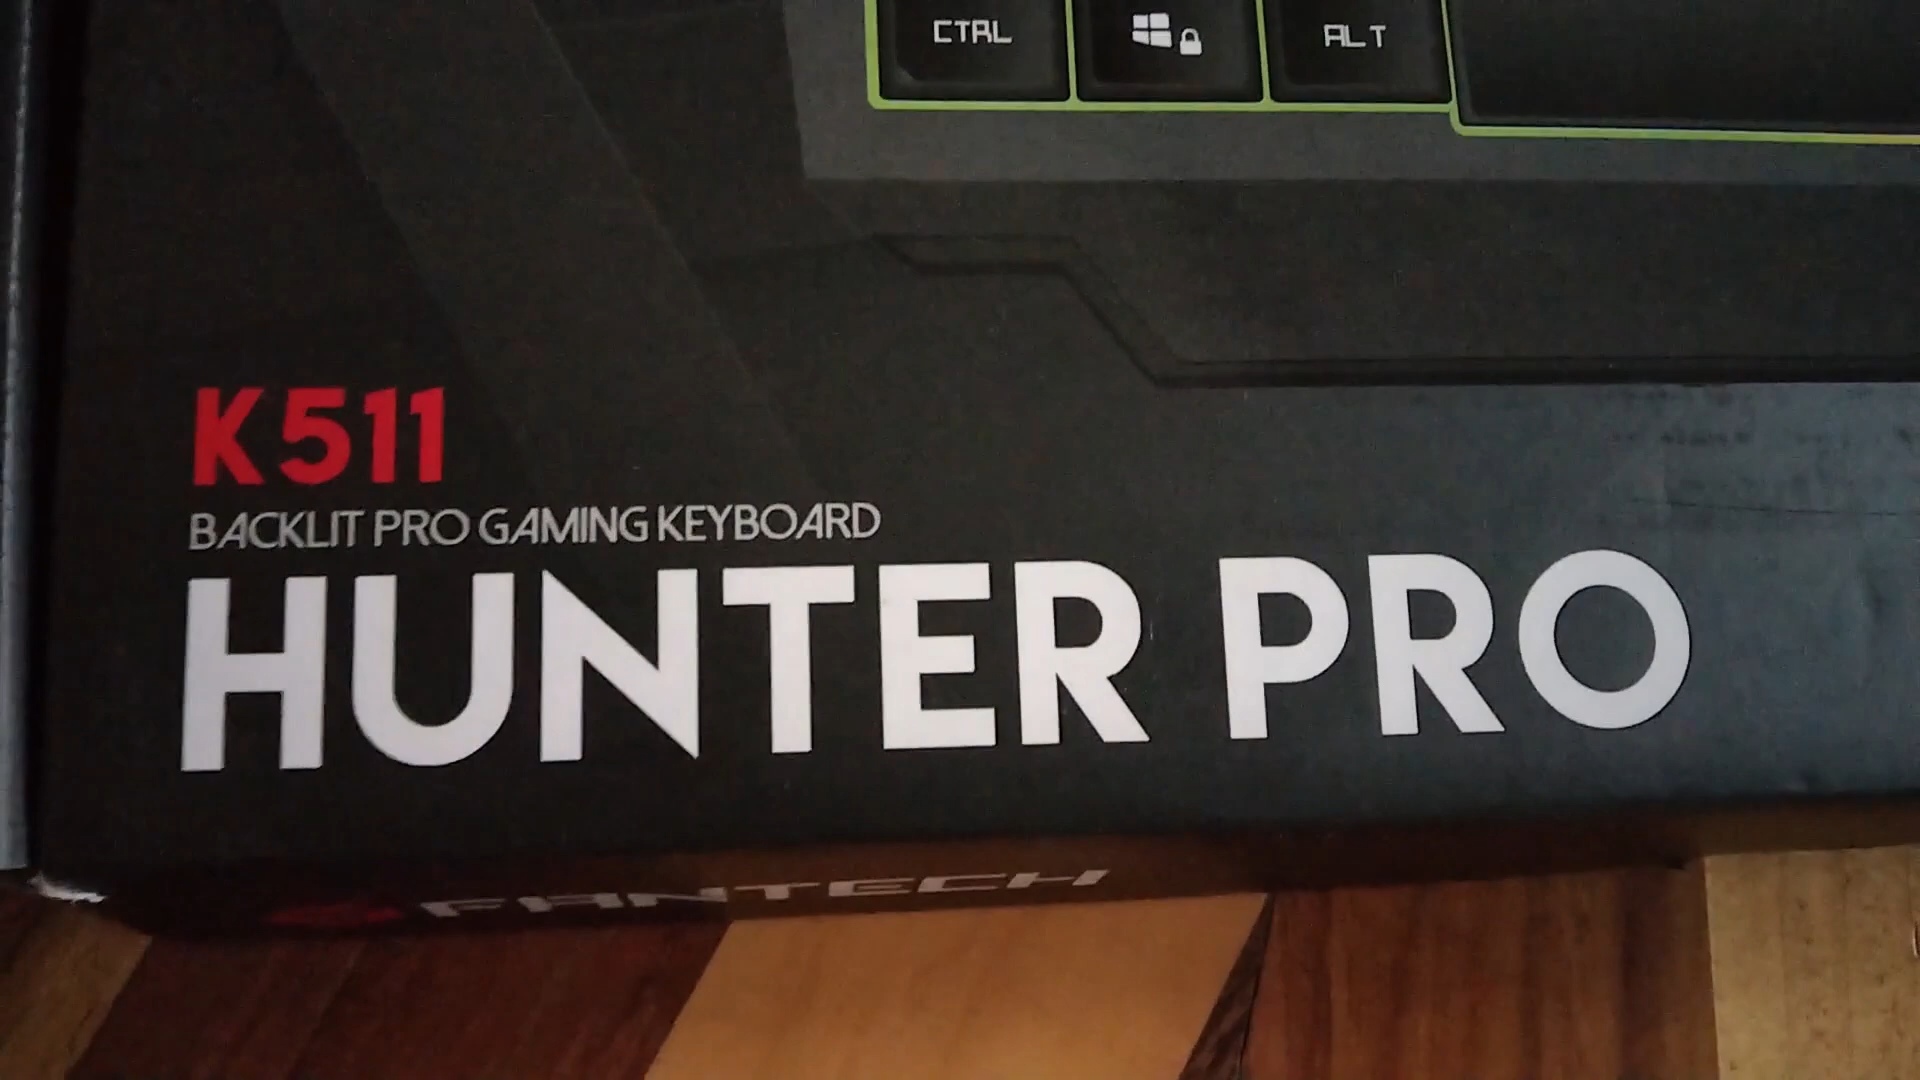 CTRL ALT
K511
BACKLIT PRO GAMING KEYBOARD
HUNTER PRO
FANTECH